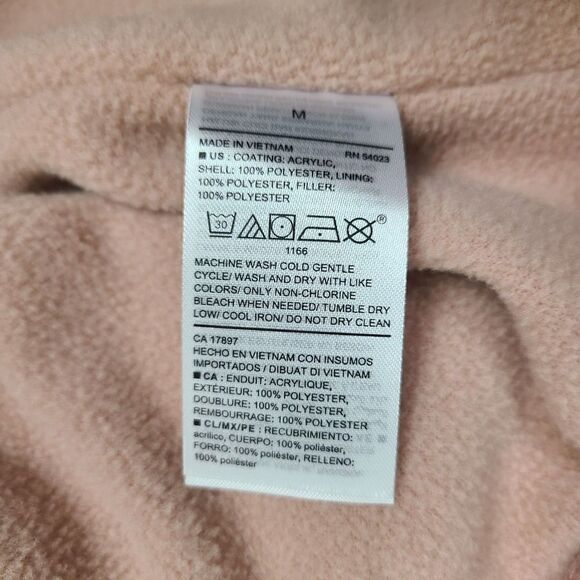 M
MADE IN VIETNAM RN 54023
■ US : COATING: ACRYLIC,
SHELL: 100% POLYESTER, LINING:
100% POLYESTER, FILLER:
100% POLYESTER
30
1166
MACHINE WASH COLD GENTLE
CYCLE/ WASH AND DRY WITH LIKE
COLORS/ ONLY NON-CHLORINE
BLEACH WHEN NEEDED/ TUMBLE DRY
LOW/ COOL IRON/ DO NOT DRY CLEAN
CA 17897
HECHO EN VIETNAM CON INSUMOS
IMPORTADOS / DIBUAT DI VIETNAM
■ CA : ENDUIT: ACRYLIQUE,
EXTÉRIEUR: 100% POLYESTER,
DOUBLURE: 100% POLYESTER,
REMBOURRAGE: 100% POLYESTER
■ CL/MX/PE : RECUBRIMIENTO:
acrílico, CUERPO: 100% poliéster,
FORRO: 100% poliéster, RELLENO:
100% poliéster